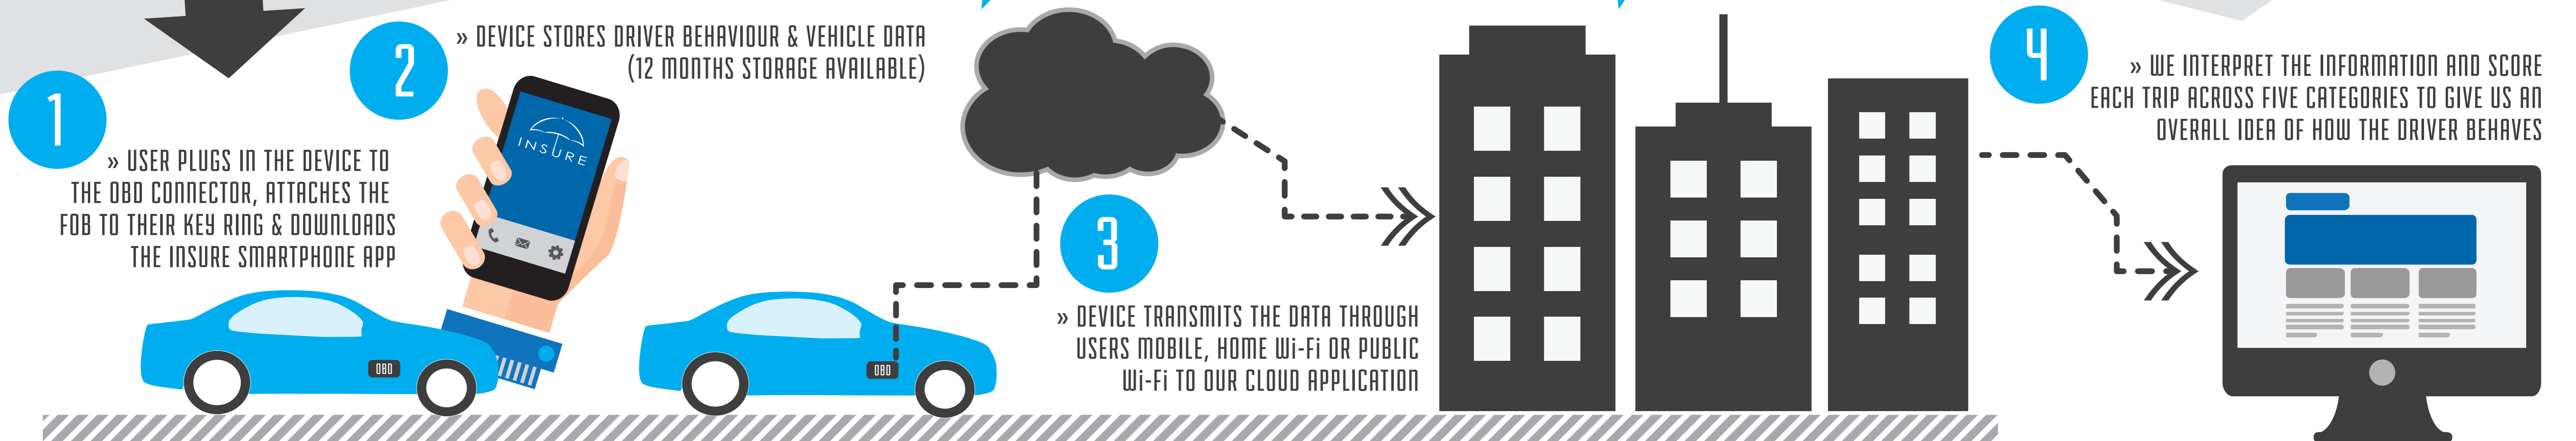 1
» USER PLUGS IN THE DEVICE TO
THE OBD CONNECTOR, ATTACHES THE
FOB TO THEIR KEY RING & DOWNLOADS
THE INSURE SMARTPHONE APP
2
» DEVICE STORES DRIVER BEHAVIOUR & VEHICLE DATA
(12 MONTHS STORAGE AVAILABLE)
INSURE
OBD
OBD
3
» DEVICE TRANSMITS THE DATA THROUGH
USERS MOBILE, HOME Wi-Fi OR PUBLIC
Wi-Fi TO OUR CLOUD APPLICATION
4
» WE INTERPRET THE INFORMATION AND SCORE
EACH TRIP ACROSS FIVE CATEGORIES TO GIVE US AN
OVERALL IDEA OF HOW THE DRIVER BEHAVES